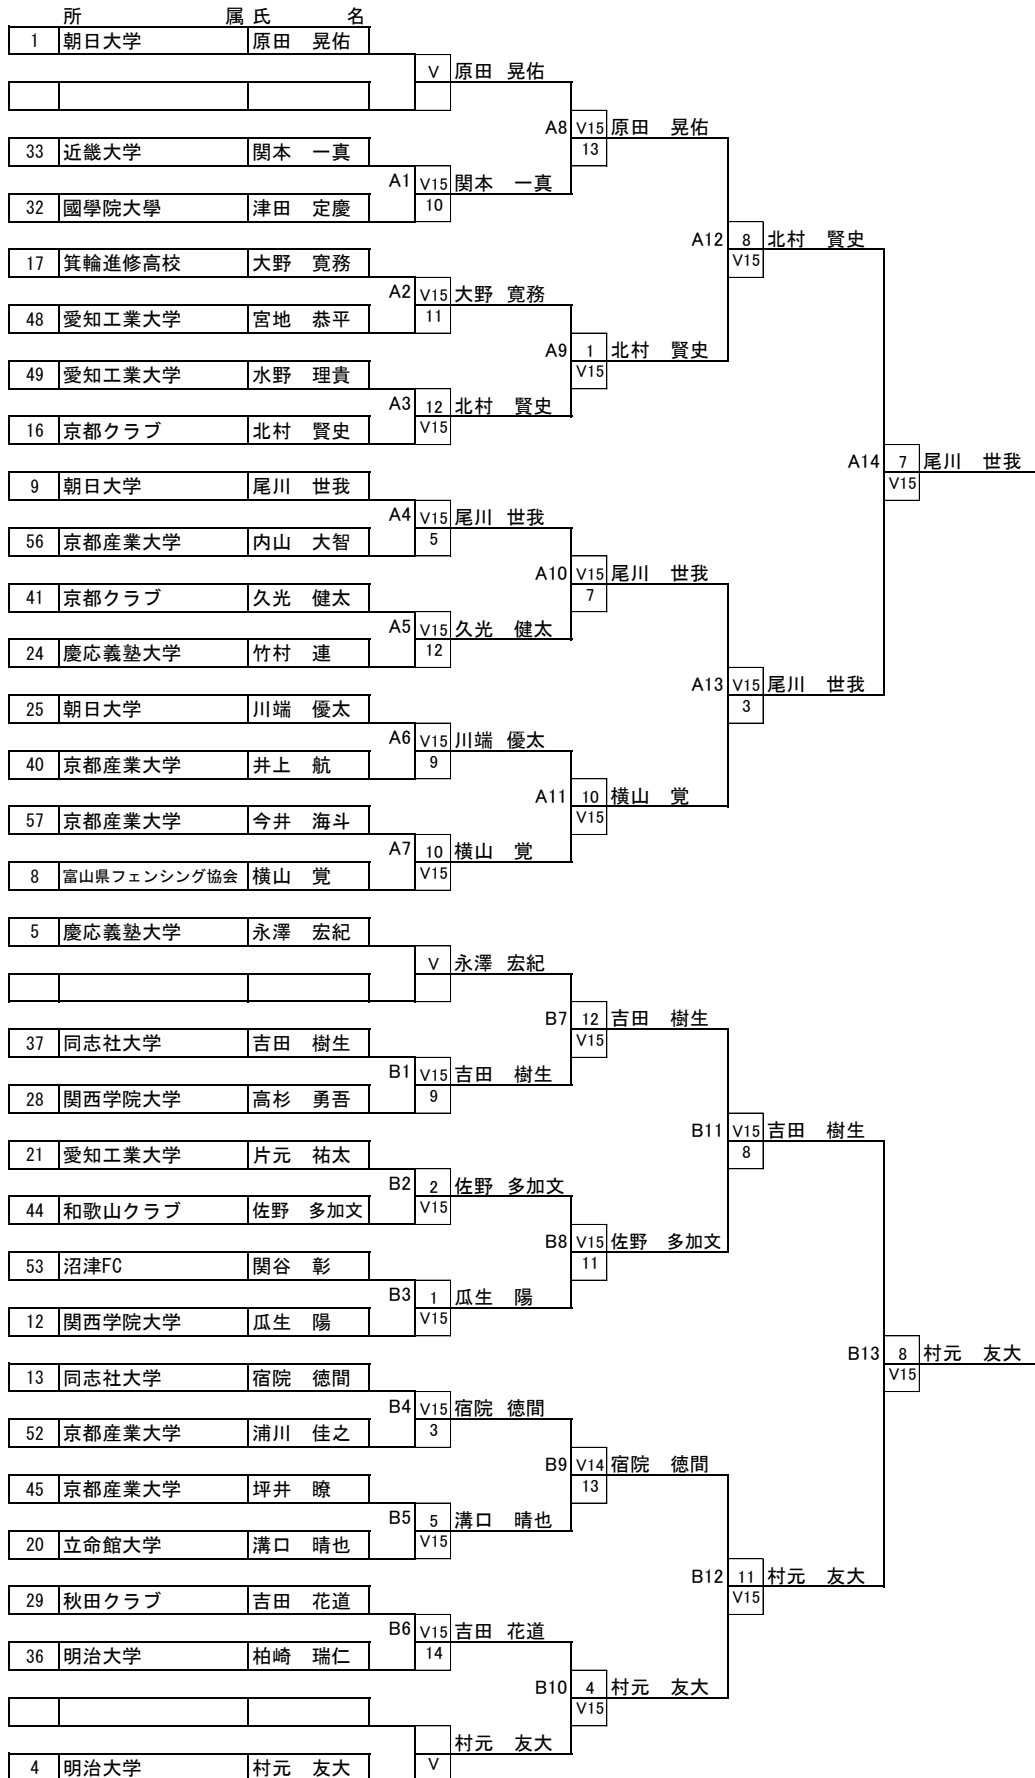 所　　属 氏　　名
1 朝日大学 原田　晃佑
V 原田 晃佑
A8 V15 原田　晃佑
13
33 近畿大学 関本　一真
A1 V15 関本　一真
10
32 國學院大學 津田　定慶
A12 8 北村　賢史
V15
17 箕輪進修高校 大野　寛務
A2 V15 大野 寛務
11
48 愛知工業大学 宮地　恭平
A9 1 北村　賢史
V15
49 愛知工業大学 水野　理貴
A3 12 北村　賢史
V15
16 京都クラブ 北村　賢史
A14 7 尾川　世我
V15
9 朝日大学 尾川　世我
A4 V15 尾川 世我
5
56 京都産業大学 内山　大智
A10 V15 尾川　世我
7
41 京都クラブ 久光　健太
A5 V15 久光　健太
12
24 慶応義塾大学 竹村　連
A13 V15 尾川　世我
3
25 朝日大学 川端　優太
A6 V15 川端 優太
9
40 京都産業大学 井上　航
A11 10 横山　覚
V15
57 京都産業大学 今井　海斗
A7 10 横山　覚
V15
8 富山県フェンシング協会 横山　覚
5 慶応義塾大学 永澤　宏紀
V 永澤 宏紀
B7 12 吉田　樹生
V15
37 同志社大学 吉田　樹生
B1 V15 吉田　樹生
9
28 関西学院大学 高杉　勇吾
B11 V15 吉田　樹生
8
21 愛知工業大学 片元　祐太
B2 2 佐野 多加文
V15
44 和歌山クラブ 佐野　多加文
B8 V15 佐野　多加文
11
53 沼津FC 関谷　彰
B3 1 瓜生　陽
V15
12 関西学院大学 瓜生　陽
B13 8 村元　友大
V15
13 同志社大学 宿院　徳間
B4 V15 宿院 徳間
3
52 京都産業大学 浦川　佳之
B9 V14 宿院　徳間
13
45 京都産業大学 坪井　瞭
B5 5 溝口　晴也
V15
20 立命館大学 溝口　晴也
B12 11 村元　友大
V15
29 秋田クラブ 吉田　花道
B6 V15 吉田 花道
14
36 明治大学 柏崎　瑞仁
B10 4 村元　友大
V15
村元　友大
V
4 明治大学 村元　友大